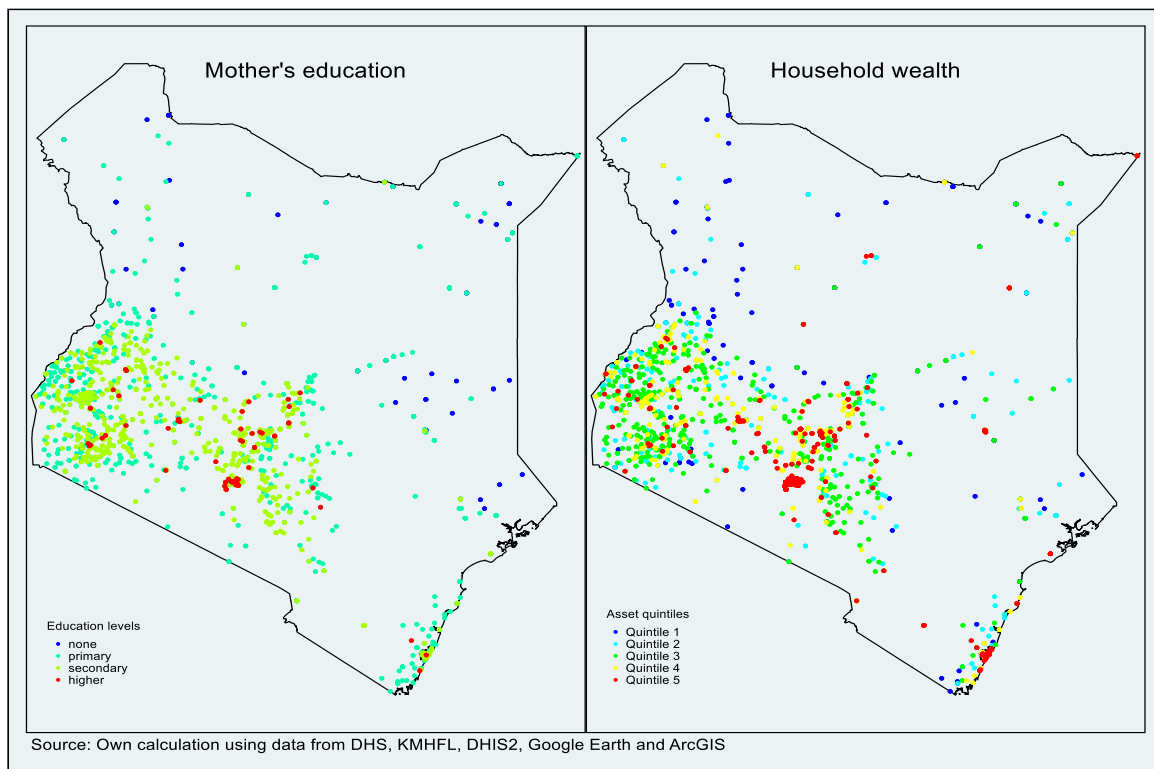 Mother's education
Education levels
none
primary
secondary
higher
Household wealth
Asset quintiles
Quintile 1
Quintile 2
Quintile 3
Quintile 4
Quintile 5
Source: Own calculation using data from DHS, KMHFL, DHIS2, Google Earth and ArcGIS